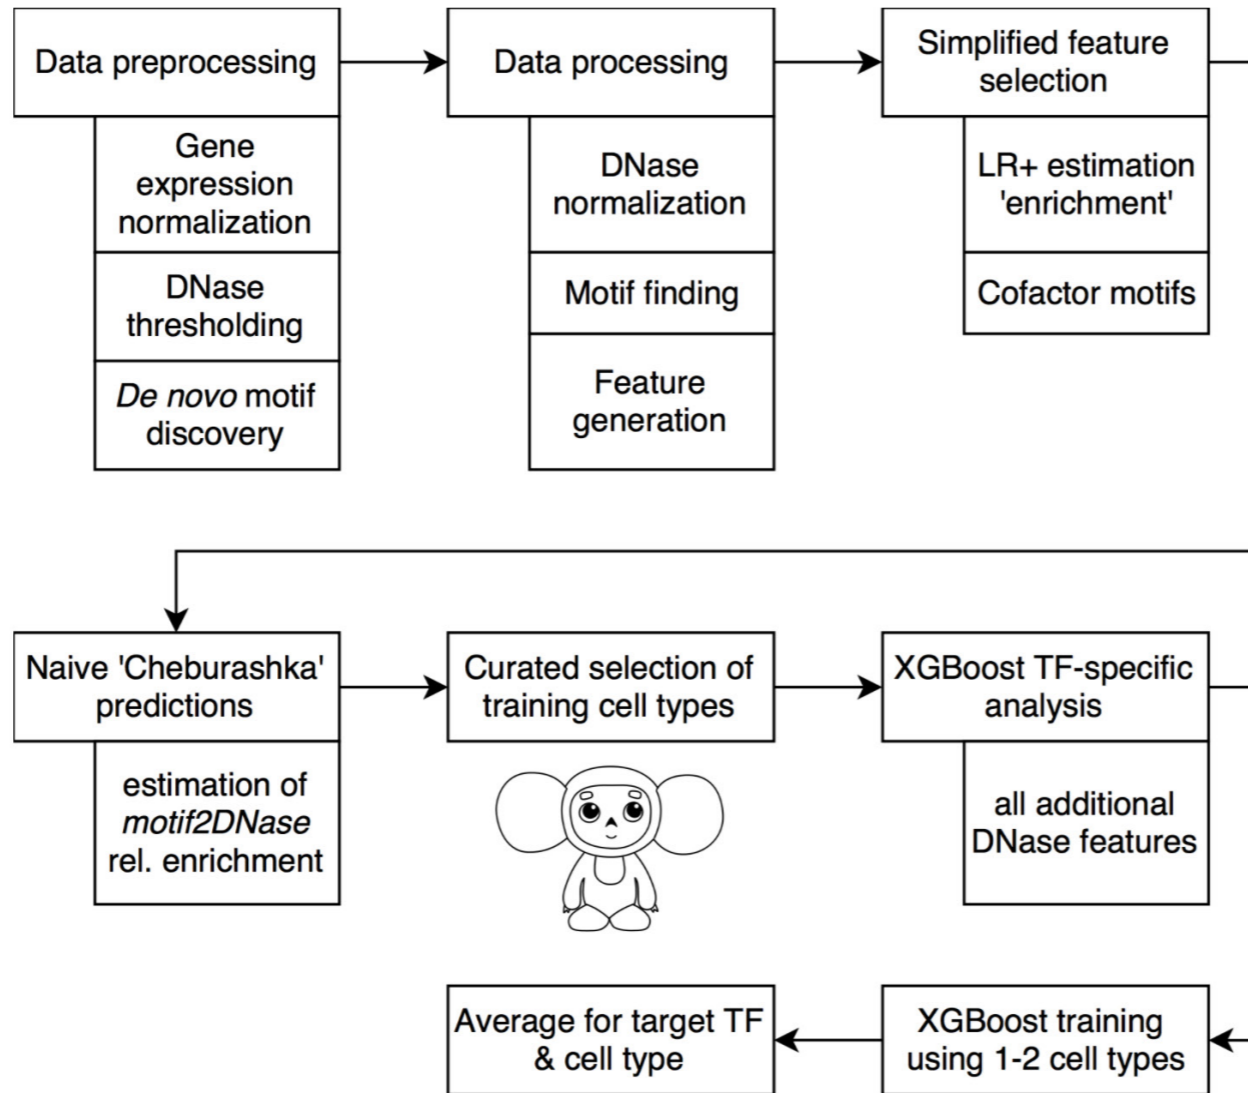 Data preprocessing
Gene
expression
normalization
DNase
thresholding
De novo motif
discovery
Data processing
DNase
normalization
Motif finding
Feature
generation
Simplified feature
selection
LR+ estimation
'enrichment'
Cofactor motifs
Naive 'Cheburashka'
predictions
estimation of
motif2DNase
rel. enrichment
Curated selection of
training cell types
XGBoost TF-specific
analysis
all additional
DNase features
XGBoost training
using 1-2 cell types
Average for target TF
& cell type